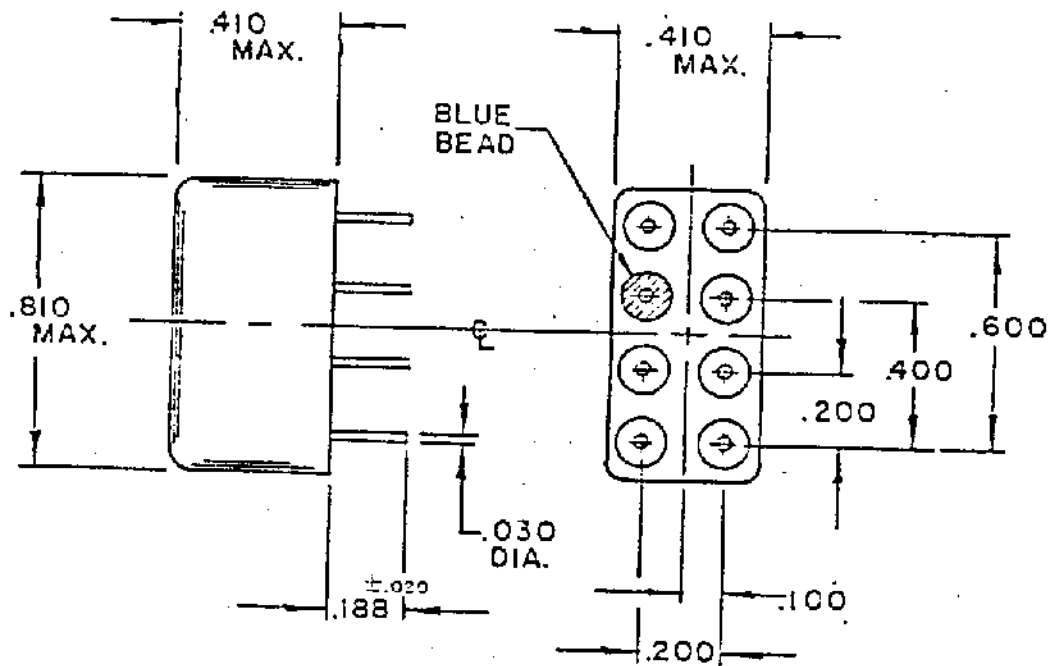 .410
MAX.
.410
MAX.
BLUE
BEAD
.810
MAX.
℄
.600
.400
.200
.030
DIA.
±.020
.188
.100
.200